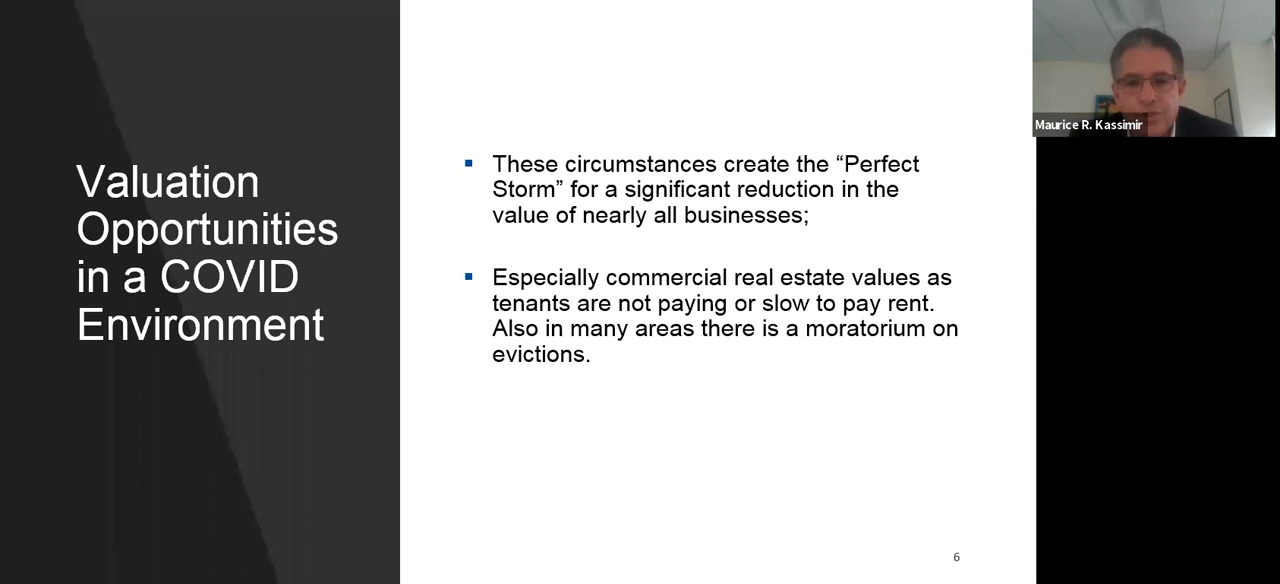 Valuation
Opportunities
in a COVID
Environment
▪ These circumstances create the “Perfect
Storm” for a significant reduction in the
value of nearly all businesses;
▪ Especially commercial real estate values as
tenants are not paying or slow to pay rent.
Also in many areas there is a moratorium on
evictions.
6
Maurice R. Kassimir